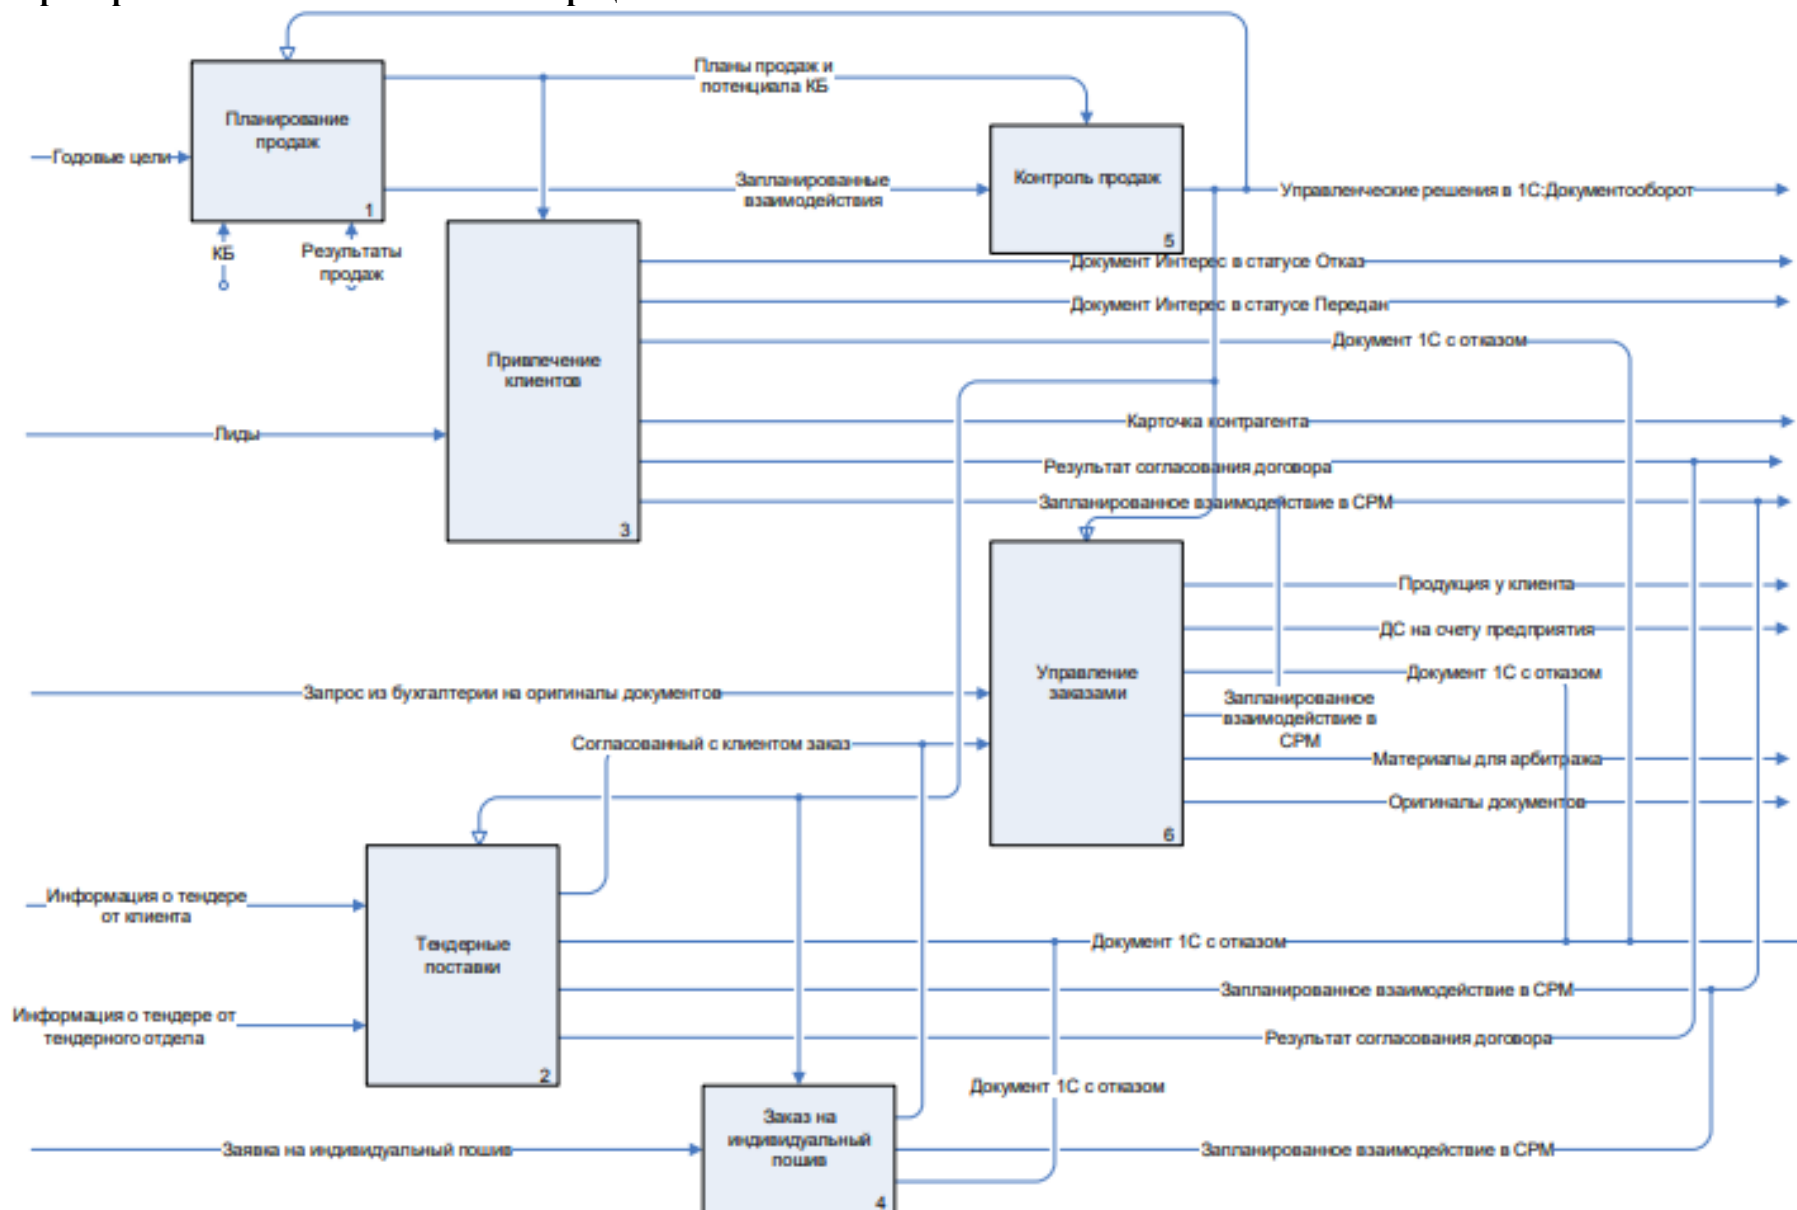 Планы продаж и
потенциала КБ
Планирование
продаж
1
Годовые цели
КБ
Результаты
продаж
Запланированные
взаимодействия
Контроль продаж
5
Управленческие решения в 1С:Документооборот
Документ Интерес в статусе Отказ
Документ Интерес в статусе Передан
Документ 1С с отказом
Привлечение
клиентов
3
Лиды
Карточка контрагента
Результат согласования договора
Запланированное взаимодействие в СРМ
Продукция у клиента
ДС на счету предприятия
Документ 1С с отказом
Управление
заказами
6
Запрос из бухгалтерии на оригиналы документов
Запланированное
взаимодействие в
СРМ
Согласованный с клиентом заказ
Материалы для арбитража
Оригиналы документов
Информация о тендере
от клиента
Тендерные
поставки
2
Документ 1С с отказом
Запланированное взаимодействие в СРМ
Информация о тендере от
тендерного отдела
Результат согласования договора
Документ 1С с отказом
Заказ на
индивидуальный
пошив
4
Заявка на индивидуальный пошив
Запланированное взаимодействие в СРМ